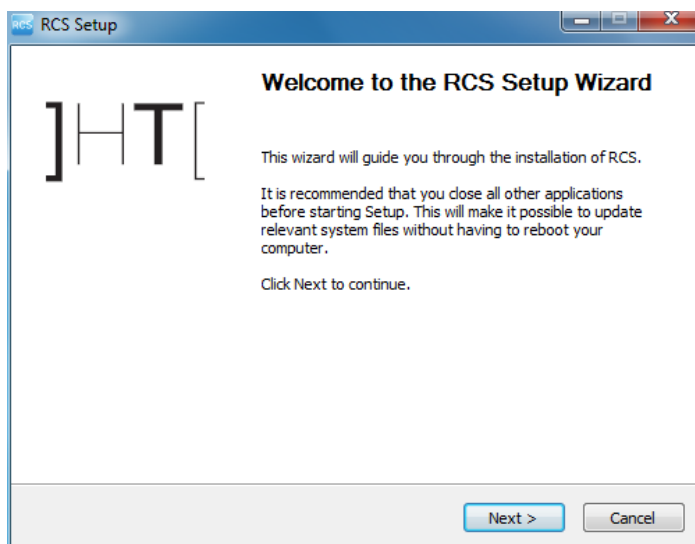 RCS RCS Setup
]HT[
Welcome to the RCS Setup Wizard
This wizard will guide you through the installation of RCS.
It is recommended that you close all other applications
before starting Setup. This will make it possible to update
relevant system files without having to reboot your
computer.
Click Next to continue.
Next >
Cancel